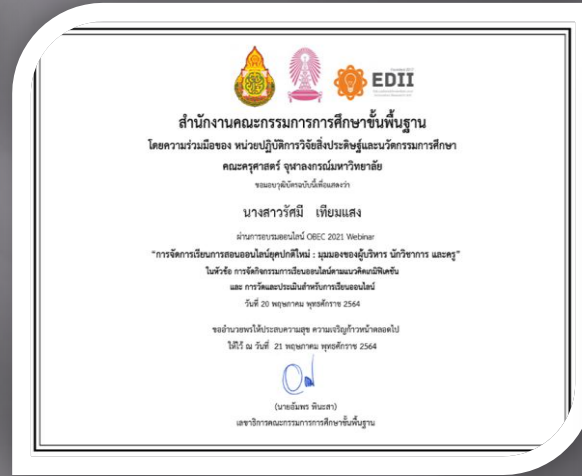 EDII
สำนักงานคณะกรรมการการศึกษาขั้นพื้นฐาน
โดยความร่วมมือของ หน่วยปฏิบัติการวิจัยสิ่งประดิษฐ์และนวัตกรรมการศึกษา
คณะครุศาสตร์ จุฬาลงกรณ์มหาวิทยาลัย
ขอมอบวุฒิบัตรฉบับนี้เพื่อแสดงว่า
นางสาวรัศมี เทียมแสง
ผ่านการอบรมออนไลน์ OBEC 2021 Webinar
"การจัดการเรียนการสอนออนไลน์ยุคปกติใหม่ : มุมมองของผู้บริหาร นักวิชาการ และครู"
ในหัวข้อ การจัดกิจกรรมการเรียนออนไลน์ตามแนวคิดเกมิฟิเคชัน
และ การวัดและประเมินสำหรับการเรียนออนไลน์
วันที่ 20 พฤษภาคม พุทธศักราช 2564
ขออำนวยพรให้ประสบความสุข ความเจริญก้าวหน้าตลอดไป
ให้ไว้ ณ วันที่ 21 พฤษภาคม พุทธศักราช 2564
(นายอัมพร พินะสา)
เลขาธิการคณะกรรมการการศึกษาขั้นพื้นฐาน